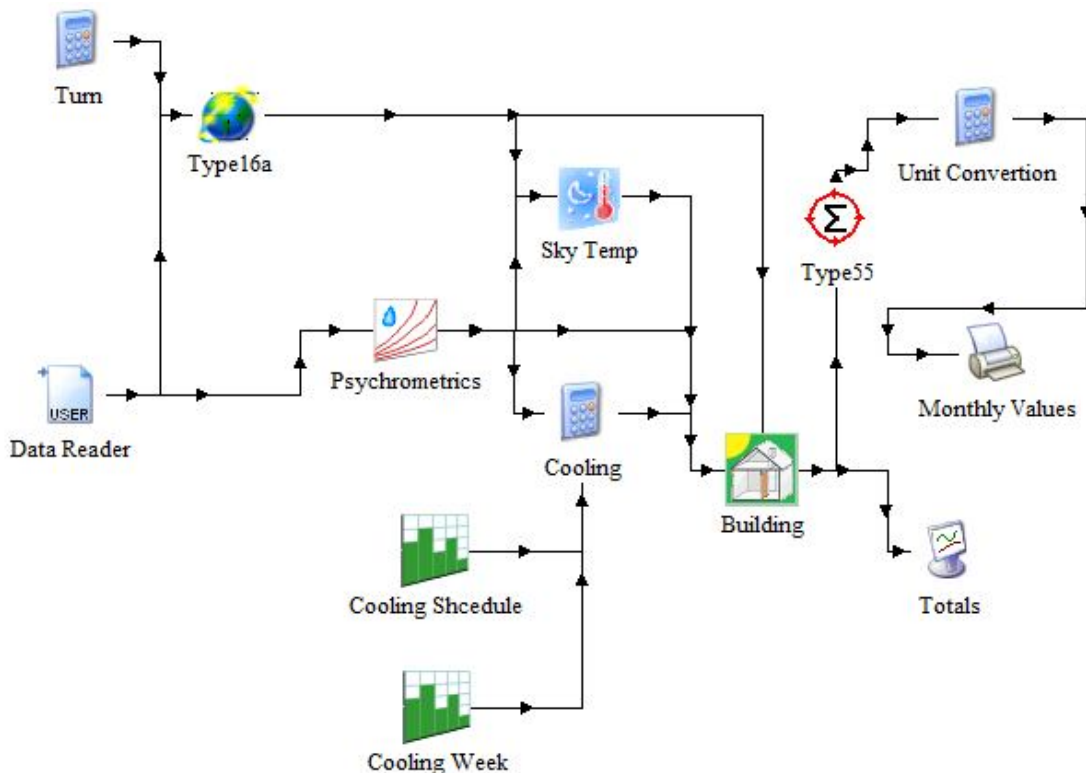 Turn
Type16a
Unit Convertion
Sky Temp
Type55
Psychrometrics
USER
Data Reader
Monthly Values
Cooling
Building
Cooling Shcedule
Totals
Cooling Week